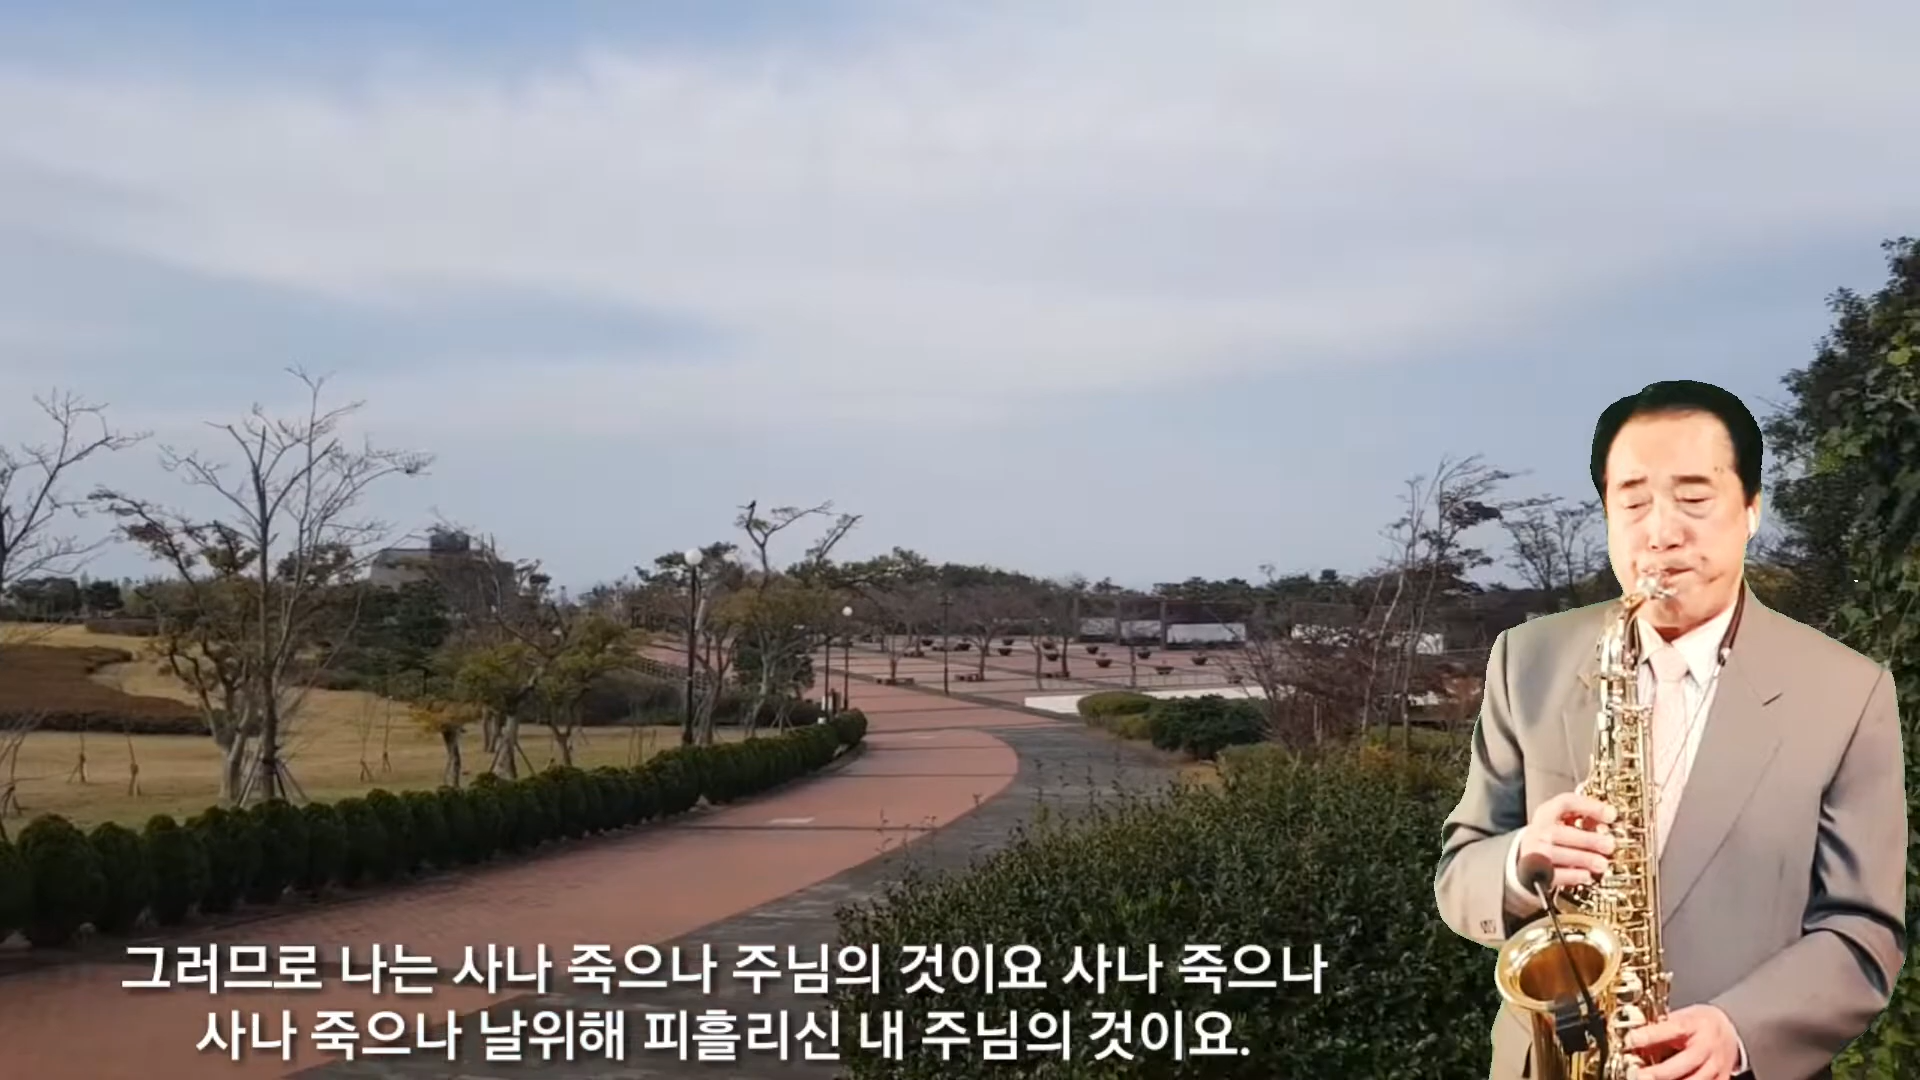 그러므로 나는 사나 죽으나 주님의 것이요 사나 죽으나
사나 죽으나 날위해 피흘리신 내 주님의 것이요.